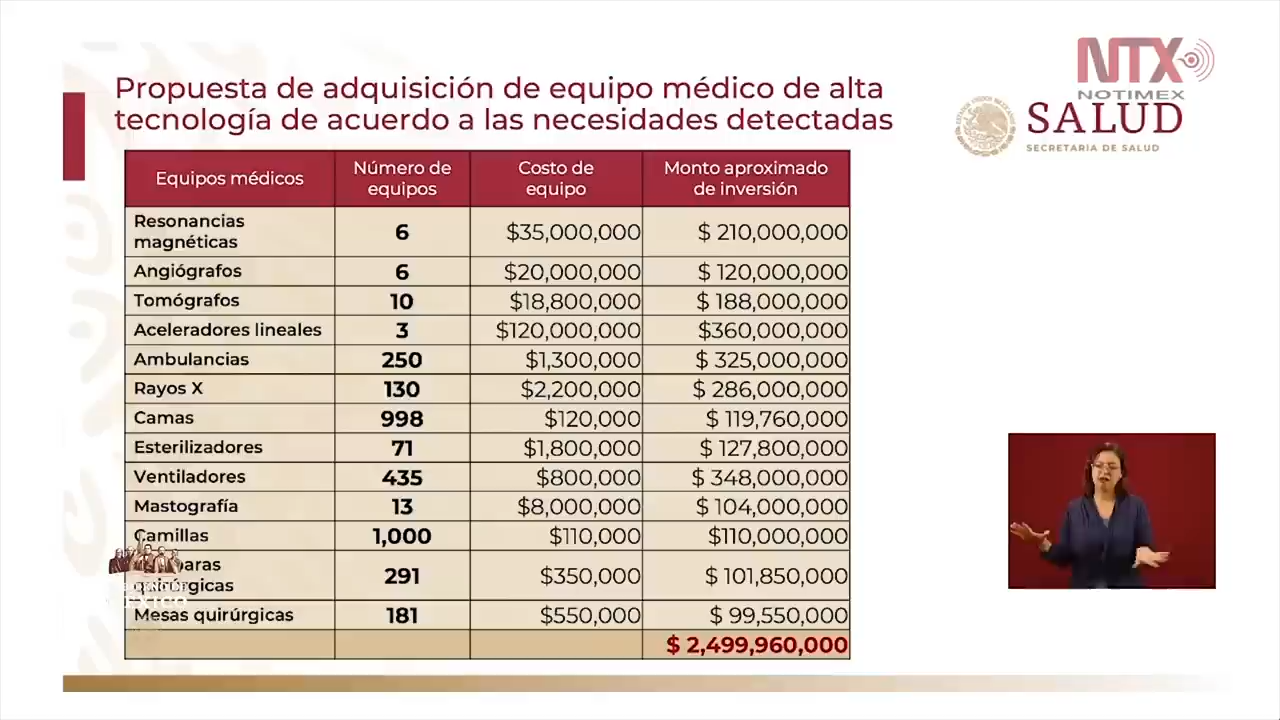 NTX
NOTIMEX
Propuesta de adquisición de equipo médico de alta
tecnología de acuerdo a las necesidades detectadas
SALUD
SECRETARÍA DE SALUD
Equipos médicos Número de equipos Costo de equipo Monto aproximado de inversión
Resonancias magnéticas 6 $35,000,000 $ 210,000,000
Angiógrafos 6 $20,000,000 $ 120,000,000
Tomógrafos 10 $18,800,000 $ 188,000,000
Aceleradores lineales 3 $120,000,000 $360,000,000
Ambulancias 250 $1,300,000 $ 325,000,000
Rayos X 130 $2,200,000 $ 286,000,000
Camas 998 $120,000 $ 119,760,000
Esterilizadores 71 $1,800,000 $ 127,800,000
Ventiladores 435 $800,000 $ 348,000,000
Mastografía 13 $8,000,000 $ 104,000,000
Camillas 1,000 $110,000 $110,000,000
quirúrgicas 291 $350,000 $ 101,850,000
Mesas quirúrgicas 181 $550,000 $ 99,550,000
$ 2,499,960,000